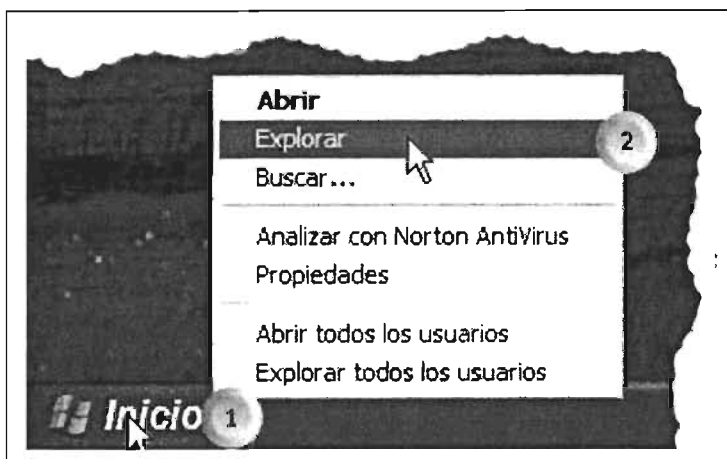 Abrir
Explorar
2
Buscar...
Analizar con Norton AntiVirus
Propiedades
Abrir todos los usuarios
Explorar todos los usuarios
Inicio
1